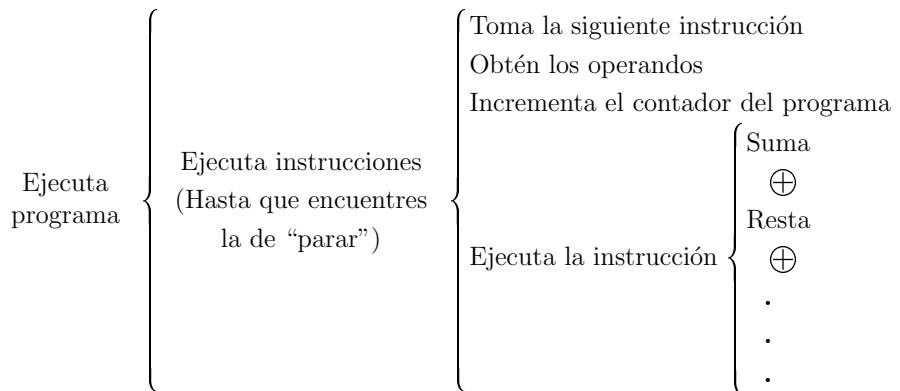 Ejecuta
programa
Ejecuta instrucciones
(Hasta que encuentres
la de “parar”)
Toma la siguiente instrucción
Obtén los operandos
Incrementa el contador del programa
Ejecuta la instrucción
Suma
⊕
Resta
⊕
.
.
.